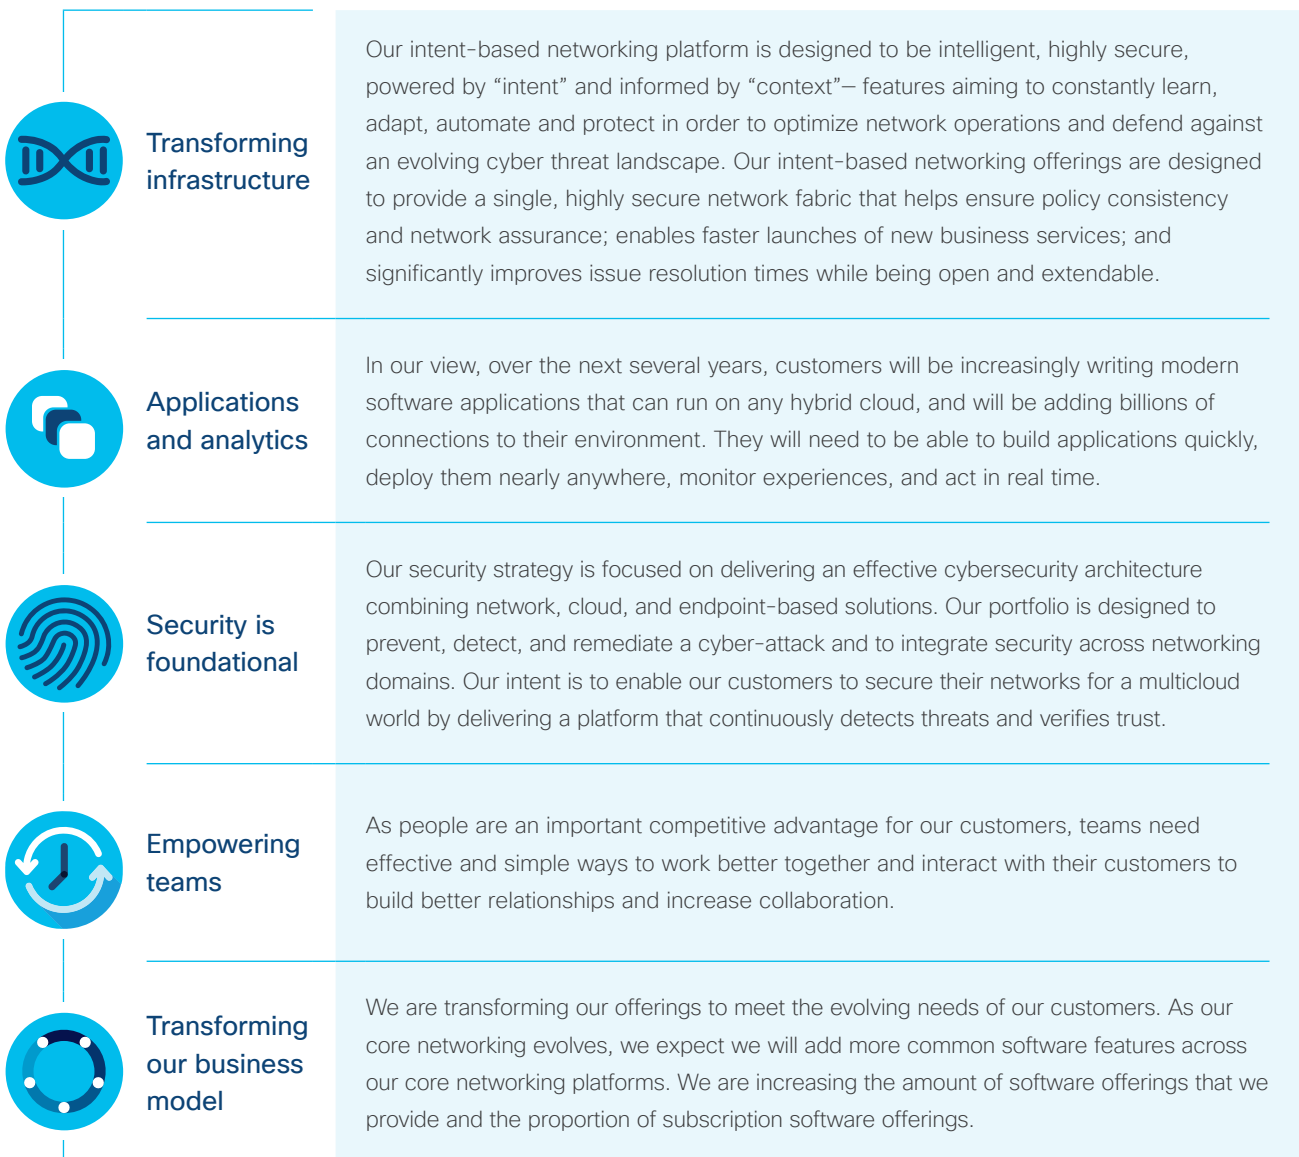 Transforming
infrastructure
Our intent-based networking platform is designed to be intelligent, highly secure,
powered by “intent” and informed by “context”— features aiming to constantly learn,
adapt, automate and protect in order to optimize network operations and defend against
an evolving cyber threat landscape. Our intent-based networking offerings are designed
to provide a single, highly secure network fabric that helps ensure policy consistency
and network assurance; enables faster launches of new business services; and
significantly improves issue resolution times while being open and extendable.
Applications
and analytics
In our view, over the next several years, customers will be increasingly writing modern
software applications that can run on any hybrid cloud, and will be adding billions of
connections to their environment. They will need to be able to build applications quickly,
deploy them nearly anywhere, monitor experiences, and act in real time.
Security is
foundational
Our security strategy is focused on delivering an effective cybersecurity architecture
combining network, cloud, and endpoint-based solutions. Our portfolio is designed to
prevent, detect, and remediate a cyber-attack and to integrate security across networking
domains. Our intent is to enable our customers to secure their networks for a multicloud
world by delivering a platform that continuously detects threats and verifies trust.
Empowering
teams
As people are an important competitive advantage for our customers, teams need
effective and simple ways to work better together and interact with their customers to
build better relationships and increase collaboration.
Transforming
our business
model
We are transforming our offerings to meet the evolving needs of our customers. As our
core networking evolves, we expect we will add more common software features across
our core networking platforms. We are increasing the amount of software offerings that we
provide and the proportion of subscription software offerings.